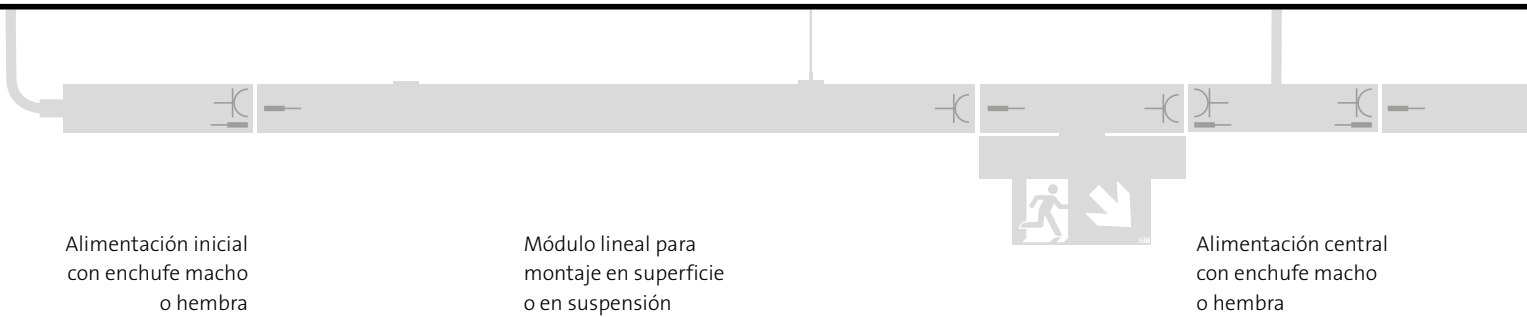 Alimentación inicial
con enchufe macho
o hembra
Módulo lineal para
montaje en superficie
o en suspensión
Alimentación central
con enchufe macho
o hembra